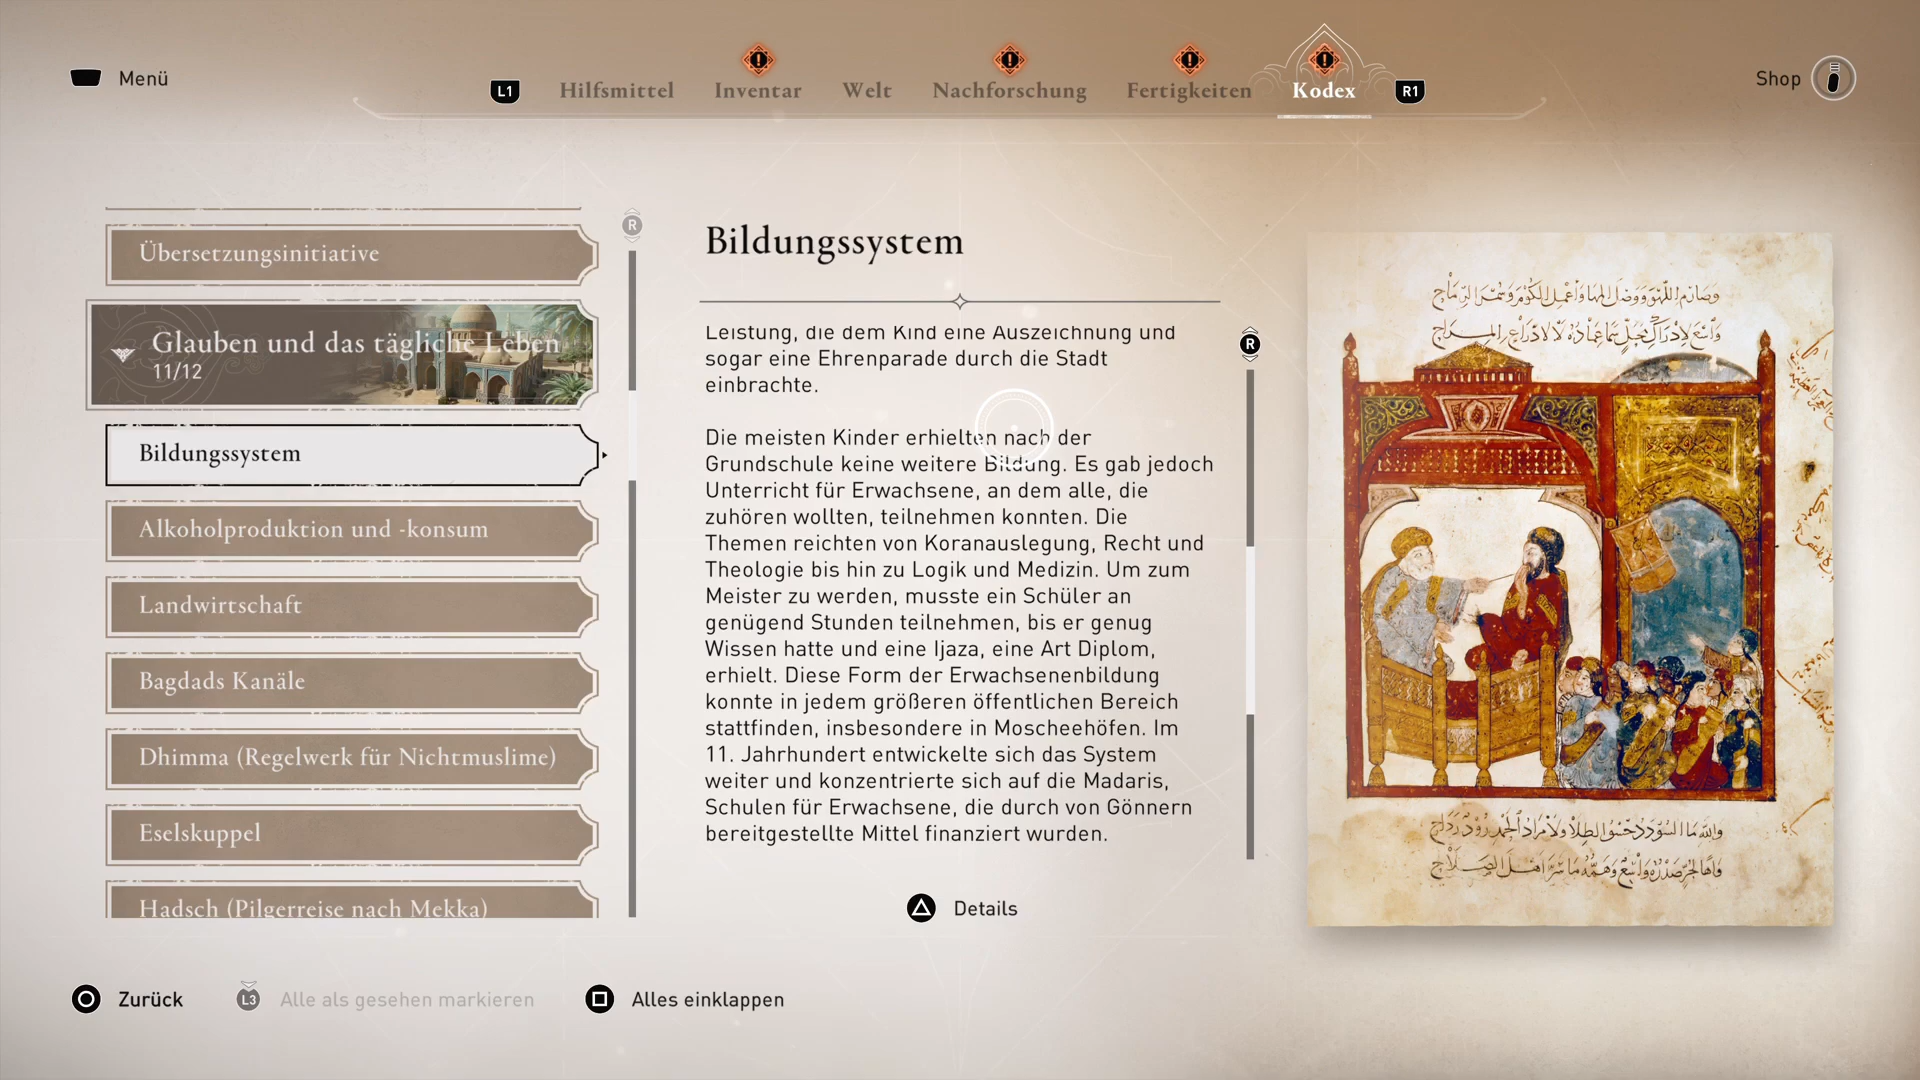 Menü
L1
Hilfsmittel
Inventar
Welt
Nachforschung
Fertigkeiten
Kodex
R1
Shop
Übersetzungsinitiative
Glauben und das tägliche Leben
11/12
Bildungssystem
Alkoholproduktion und -konsum
Landwirtschaft
Bagdads Kanäle
Dhimma (Regelwerk für Nichtmuslime)
Eselskuppel
Hadsch (Pilgerreise nach Mekka)
R
Bildungssystem
Leistung, die dem Kind eine Auszeichnung und
sogar eine Ehrenparade durch die Stadt
einbrachte.
Die meisten Kinder erhielten nach der
Grundschule keine weitere Bildung. Es gab jedoch
Unterricht für Erwachsene, an dem alle, die
zuhören wollten, teilnehmen konnten. Die
Themen reichten von Koranauslegung, Recht und
Theologie bis hin zu Logik und Medizin. Um zum
Meister zu werden, musste ein Schüler an
genügend Stunden teilnehmen, bis er genug
Wissen hatte und eine Ijaza, eine Art Diplom,
erhielt. Diese Form der Erwachsenenbildung
konnte in jedem größeren öffentlichen Bereich
stattfinden, insbesondere in Moscheehöfen. Im
11. Jahrhundert entwickelte sich das System
weiter und konzentrierte sich auf die Madaris,
Schulen für Erwachsene, die durch von Gönnern
bereitgestellte Mittel finanziert wurden.
R
Details
Zurück
L3
Alle als gesehen markieren
Alles einklappen